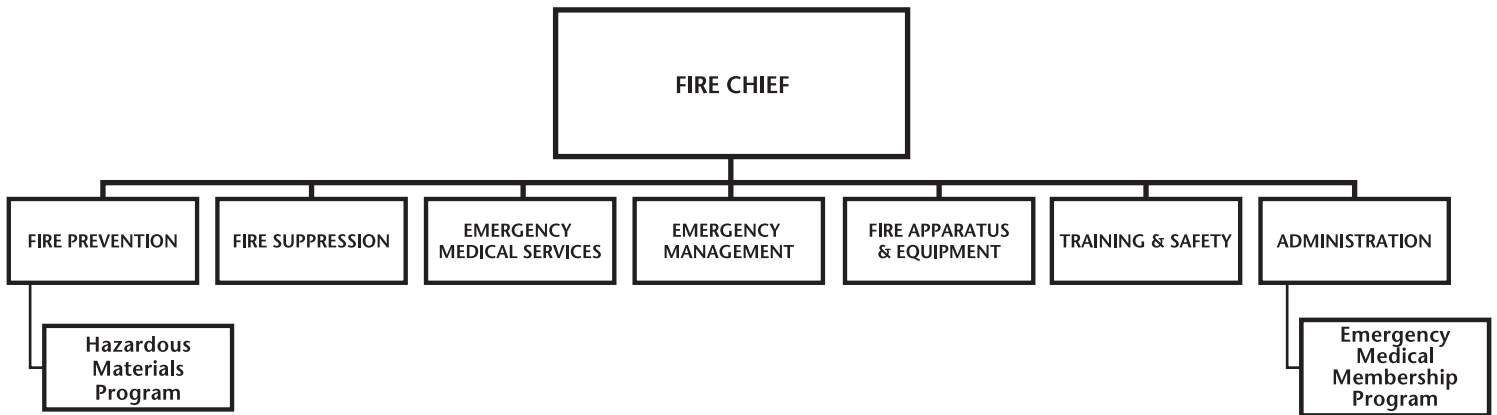 FIRE CHIEF
FIRE PREVENTION
FIRE SUPPRESSION
EMERGENCY
MEDICAL SERVICES
EMERGENCY
MANAGEMENT
FIRE APPARATUS
& EQUIPMENT
TRAINING & SAFETY
ADMINISTRATION
Hazardous
Materials
Program
Emergency
Medical
Membership
Program